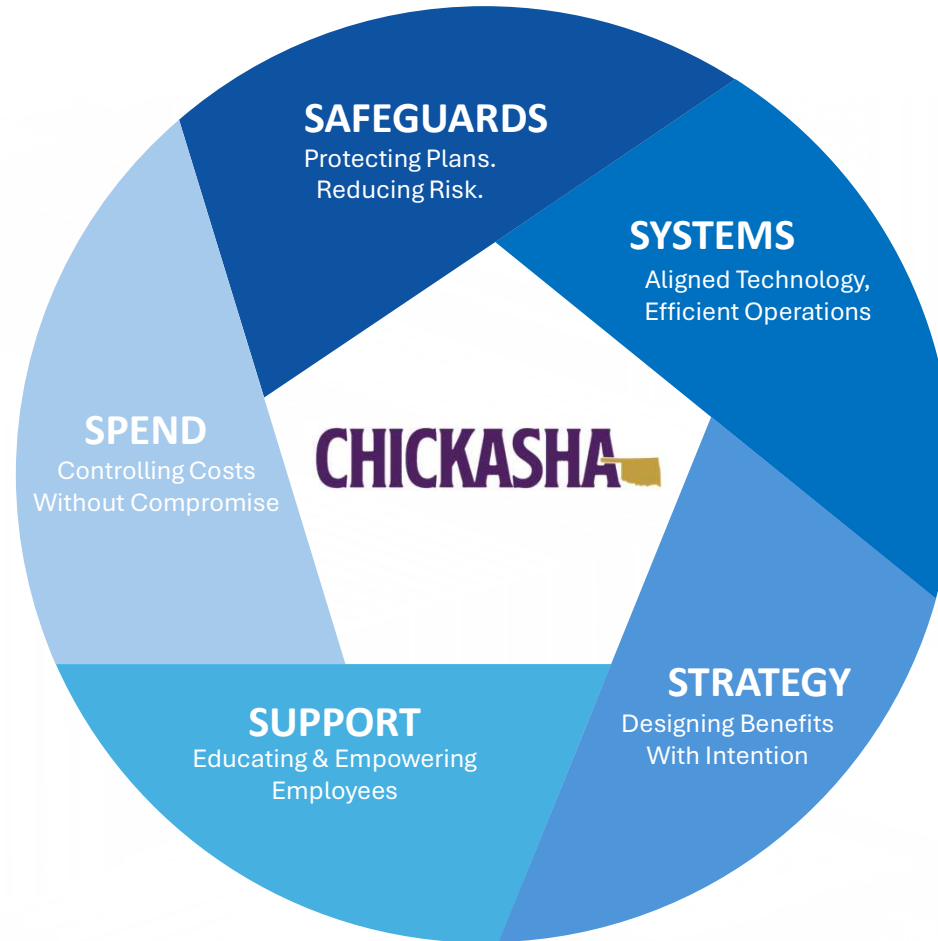 SAFEGUARDS
Protecting Plans.
Reducing Risk.
SYSTEMS
Aligned Technology,
Efficient Operations
SPEND
Controlling Costs
Without Compromise
CHICKASHA
STRATEGY
Designing Benefits
With Intention
SUPPORT
Educating & Empowering
Employees